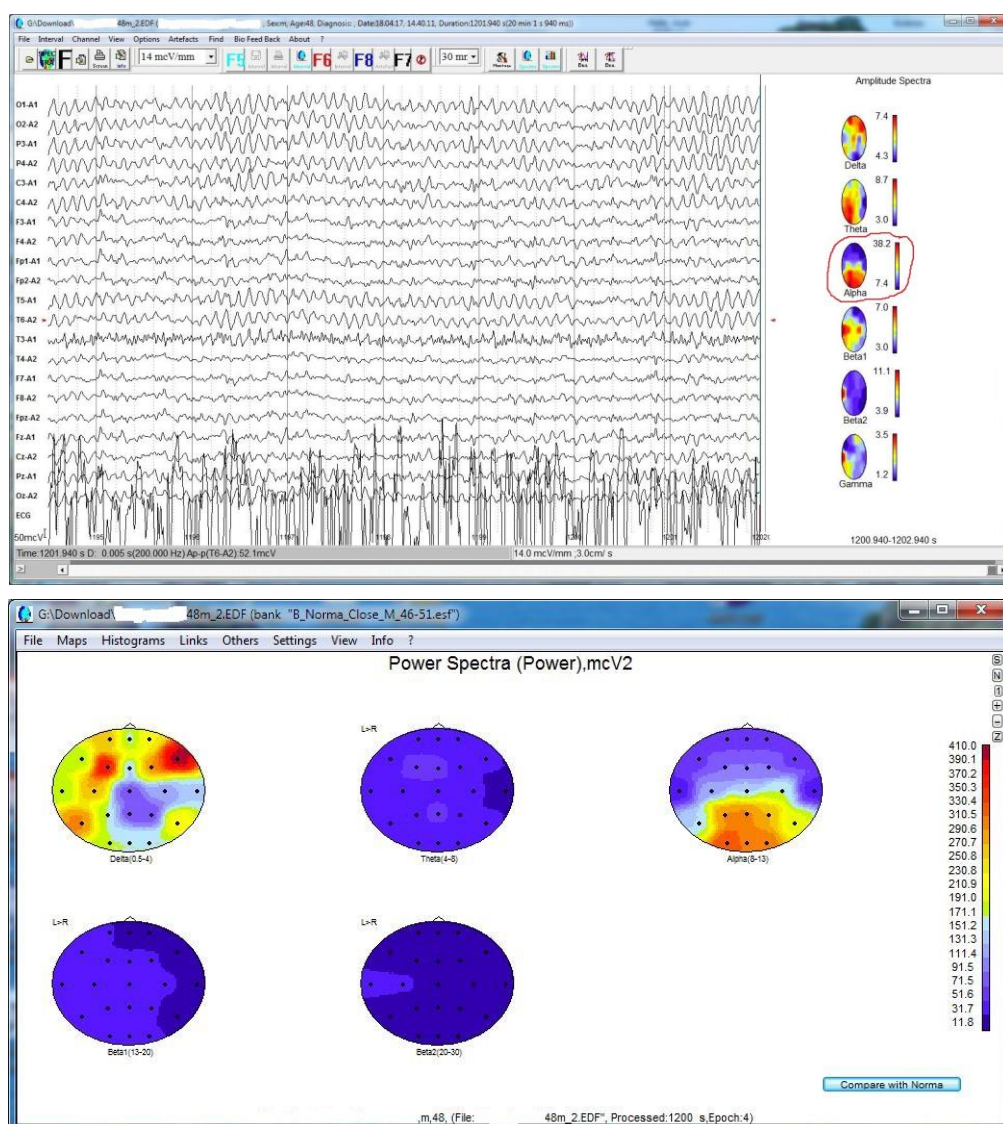 G:\Download\ 48m_2.EDF ( , Sex:m, Age:48, Diagnosis: , Date:18.04.17, 14.40.11, Duration:1201.940 s(20 min 1 s 940 ms))
File Interval Channel View Options Artefacts Find Bio Feed Back About ?
14 mcV/mm F5 F6 F8 F7 30 mr
Amplitude Spectra
O1-A1
O2-A2
P3-A1
P4-A2
C3-A1
C4-A2
F3-A1
F4-A2
Fp1-A1
Fp2-A2
T5-A1
T6-A2
T3-A1
T4-A2
F7-A1
F8-A2
Fpz-A2
Fz-A1
Cz-A2
Pz-A1
Oz-A2
ECG
7.4
4.3
Delta
8.7
3.0
Theta
38.2
7.4
Alpha
7.0
3.0
Beta1
11.1
3.9
Beta2
3.5
1.2
Gamma
50mcV 1195 1196 1197 1198 1199 1200 1201 1202
1200.940-1202.940 s
Time:1201.940 s D: 0.005 s(200.000 Hz) Ap-p(T6-A2):52.1mcV 14.0 mcV/mm ;3.0cm/ s
G:\Download\ 48m_2.EDF (bank "B_Norma_Close_M_46-51.esf")
File Maps Histograms Links Others Settings View Info ?
Power Spectra (Power),mcV2
S
N
1
+
−
Z
L>R
Delta(0.5-4)
Theta(4-8)
Alpha(8-13)
L>R
L>R
Beta1(13-20)
Beta2(20-30)
410.0
390.1
370.2
350.3
330.4
310.5
290.6
270.7
250.8
230.8
210.9
191.0
171.1
151.2
131.3
111.4
91.5
71.5
51.6
31.7
11.8
Compare with Norma
,m,48, (File: 48m_2.EDF", Processed:1200 s,Epoch:4)